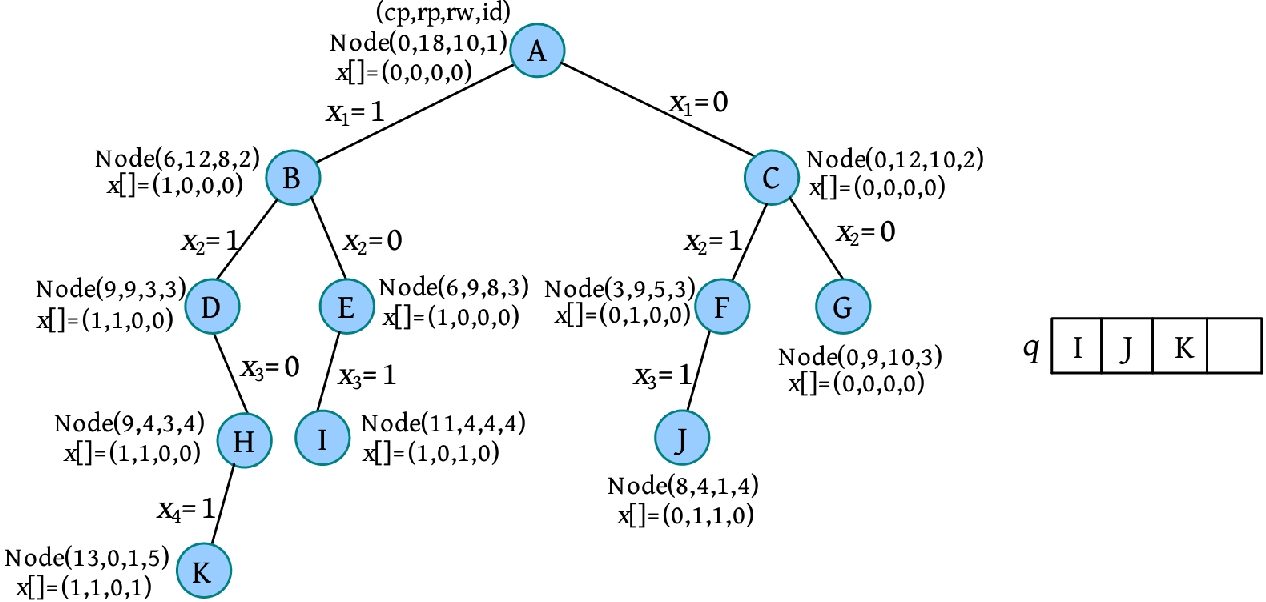 (cp,rp,rw,id)
Node(0,18,10,1)
x[]=(0,0,0,0)
A
x₁=1
x₁=0
Node(6,12,8,2)
x[]=(1,0,0,0)
B
C
Node(0,12,10,2)
x[]=(0,0,0,0)
x₂=1
x₂=0
x₂=1
x₂=0
Node(9,9,3,3)
x[]=(1,1,0,0)
D
E
Node(6,9,8,3)
x[]=(1,0,0,0)
Node(3,9,5,3)
x[]=(0,1,0,0)
F
G
Node(0,9,10,3)
x[]=(0,0,0,0)
q I J K
x₃=0
x₃=1
x₃=1
Node(9,4,3,4)
x[]=(1,1,0,0)
H
I
Node(11,4,4,4)
x[]=(1,0,1,0)
J
Node(8,4,1,4)
x[]=(0,1,1,0)
x₄=1
Node(13,0,1,5)
x[]=(1,1,0,1)
K